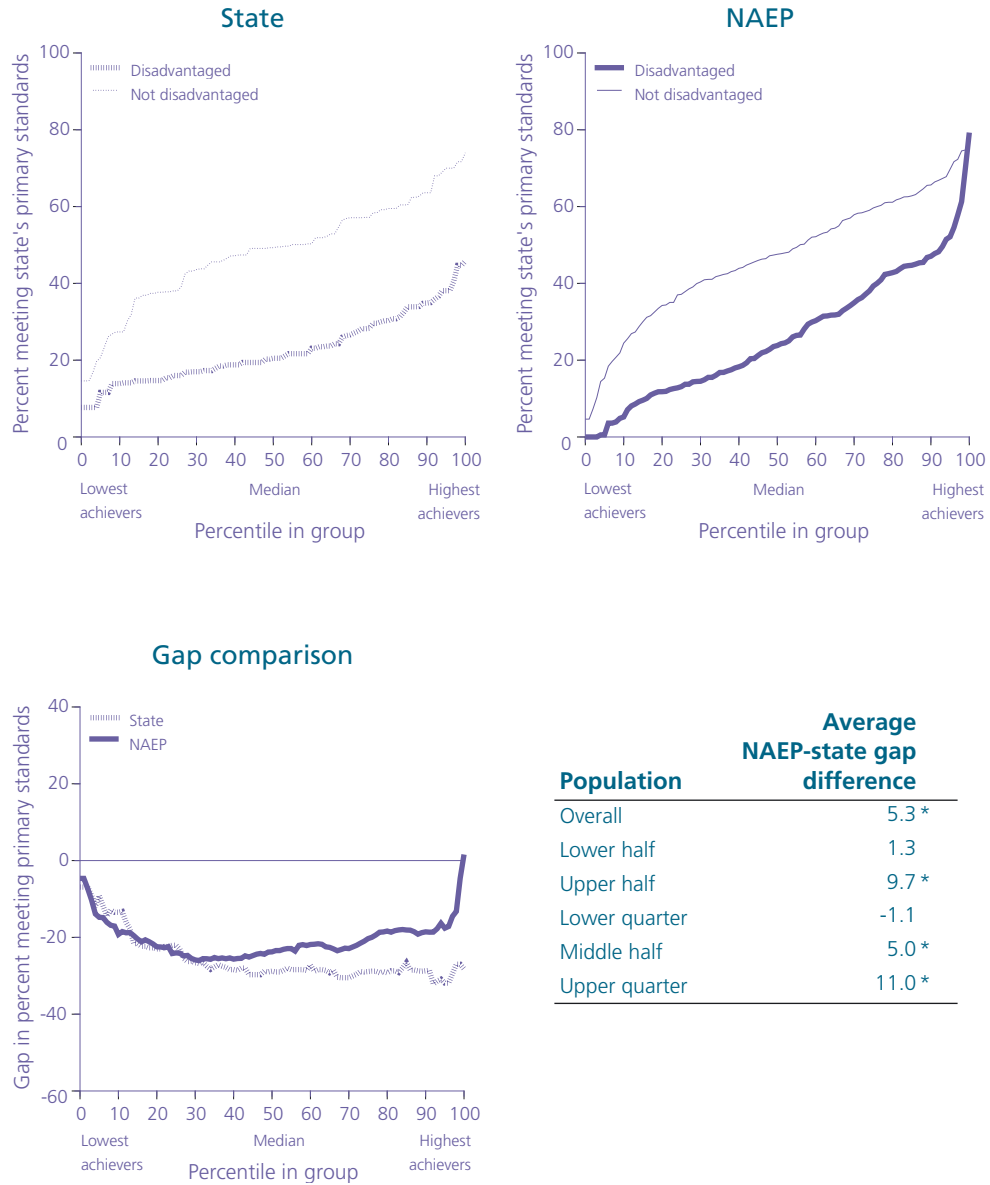 State
Percent meeting state's primary standards
100
80
60
40
20
0
Disadvantaged
Not disadvantaged
0 10 20 30 40 50 60 70 80 90 100
Lowest achievers
Median
Highest achievers
Percentile in group
NAEP
Percent meeting state's primary standards
100
80
60
40
20
0
Disadvantaged
Not disadvantaged
0 10 20 30 40 50 60 70 80 90 100
Lowest achievers
Median
Highest achievers
Percentile in group
Gap comparison
Gap in percent meeting primary standards
40
20
0
-20
-40
-60
State
NAEP
0 10 20 30 40 50 60 70 80 90 100
Lowest achievers
Median
Highest achievers
Percentile in group
Average
NAEP-state gap
Population difference
Overall 5.3 *
Lower half 1.3
Upper half 9.7 *
Lower quarter -1.1
Middle half 5.0 *
Upper quarter 11.0 *